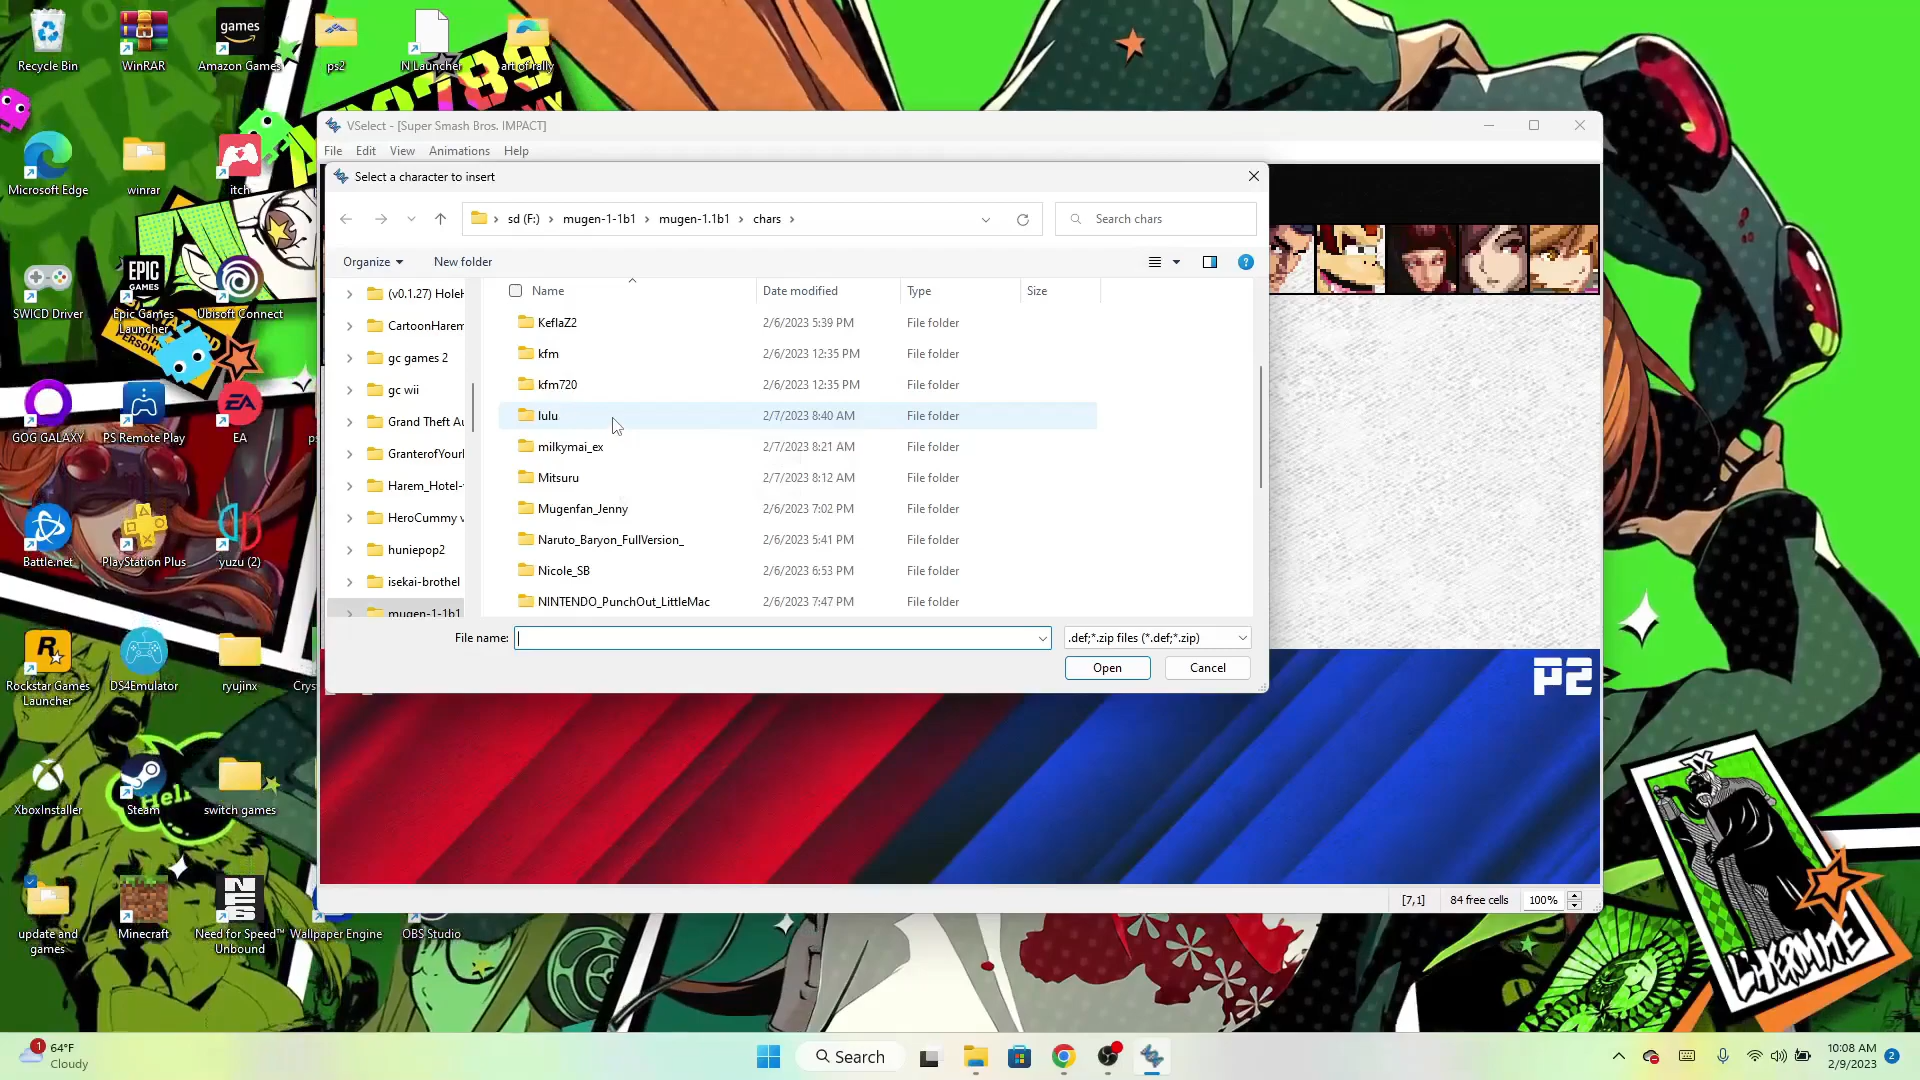 Recycle Bin
WinRAR
games
Amazon Games
ps2
N Launcher
art of rally
Microsoft Edge
winrar
itch
SWICD Driver
EPIC
GAMES
Epic Games
Launcher
Ubisoft Connect
GOG GALAXY
PS Remote Play
EA
EA
Battle.net
PlayStation Plus
yuzu (2)
Rockstar Games
Launcher
DS4Emulator
ryujinx
XboxInstaller
Steam
switch games
update and
games
Minecraft
Need for Speed™
Unbound
Wallpaper Engine
OBS Studio
VSelect - [Super Smash Bros. IMPACT]
File
Edit
View
Animations
Help
Select a character to insert
sd (F:) > mugen-1-1b1 > mugen-1.1b1 > chars >
Search chars
Organize
New folder
Name
Date modified
Type
Size
(v0.1.27) HoleH
CartoonHarem
gc games 2
gc wii
Grand Theft Au
GranterofYourI
Harem_Hotel-
HeroCummy v
huniepop2
isekai-brothel
mugen-1-1b1
KeflaZ2 2/6/2023 5:39 PM File folder
kfm 2/6/2023 12:35 PM File folder
kfm720 2/6/2023 12:35 PM File folder
lulu 2/7/2023 8:40 AM File folder
milkymai_ex 2/7/2023 8:21 AM File folder
Mitsuru 2/7/2023 8:12 AM File folder
Mugenfan_Jenny 2/6/2023 7:02 PM File folder
Naruto_Baryon_FullVersion_ 2/6/2023 5:41 PM File folder
Nicole_SB 2/6/2023 6:53 PM File folder
NINTENDO_PunchOut_LittleMac 2/6/2023 7:47 PM File folder
File name:
.def;*.zip files (*.def;*.zip)
Open
Cancel
P2
[7,1]
84 free cells
100%
L'HERMITE
1
64°F
Cloudy
Search
10:08 AM
2/9/2023
2